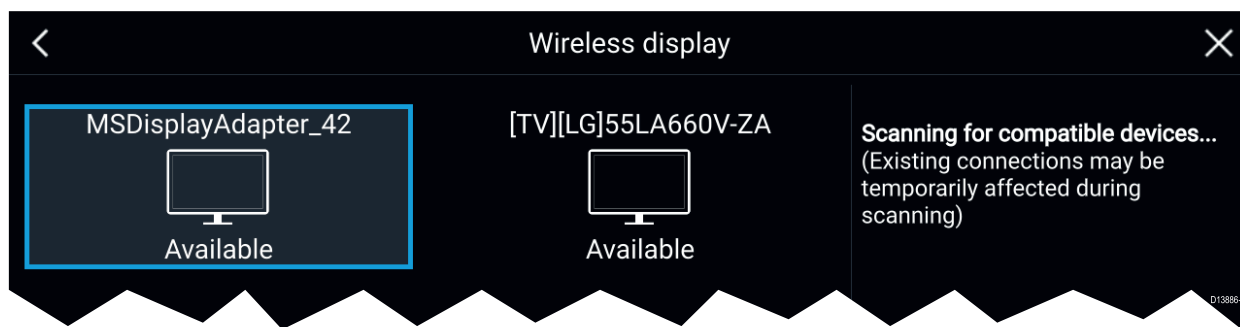 Wireless display
MSDisplayAdapter_42
Available
[TV][LG]55LA660V-ZA
Available
Scanning for compatible devices...
(Existing connections may be
temporarily affected during
scanning)
D13886-